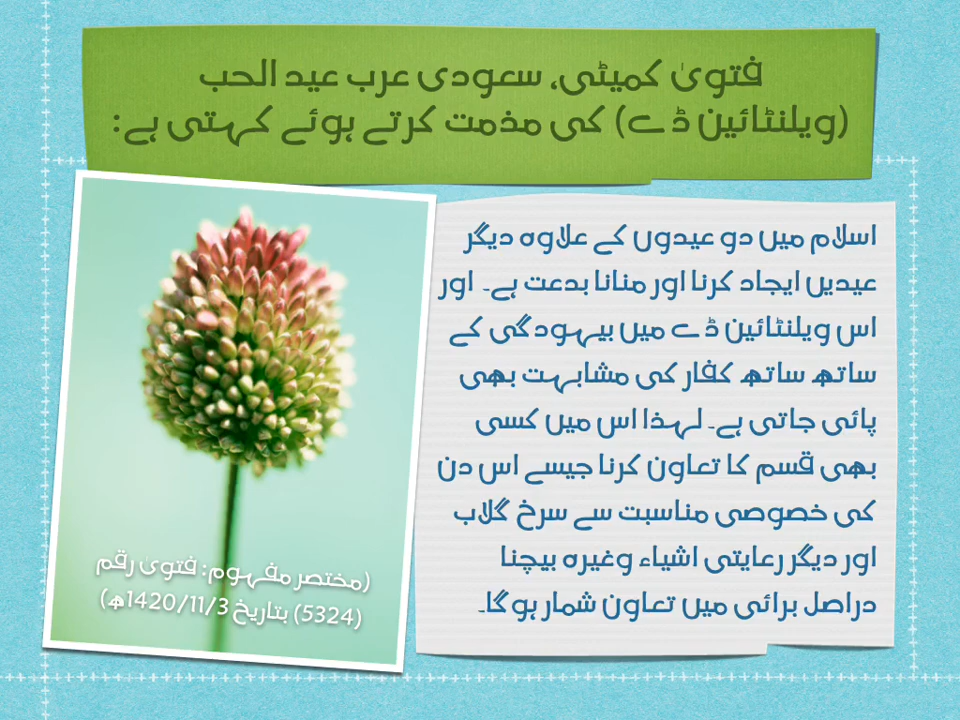 فتویٰ کمیٹی، سعودی عرب عید الحب
(ویلنٹائین ڈے) کی مذمت کرتے ہوئے کہتی ہے:
اسلام میں دو عیدوں کے علاوہ دیگر
عیدیں ایجاد کرنا اور منانا بدعت ہے۔ اور
اس ویلنٹائین ڈے میں بیہودگی کے
ساتھ ساتھ کفار کی مشابہت بھی
پائی جاتی ہے۔ لہذا اس میں کسی
بھی قسم کا تعاون کرنا جیسے اس دن
کی خصوصی مناسبت سے سرخ گلاب
اور دیگر رعایتی اشیاء وغیرہ بیچنا
دراصل برائی میں تعاون شمار ہوگا۔
(مختصر مفہوم: فتویٰ رقم
(5324) بتاریخ 1420/11/3ھ)